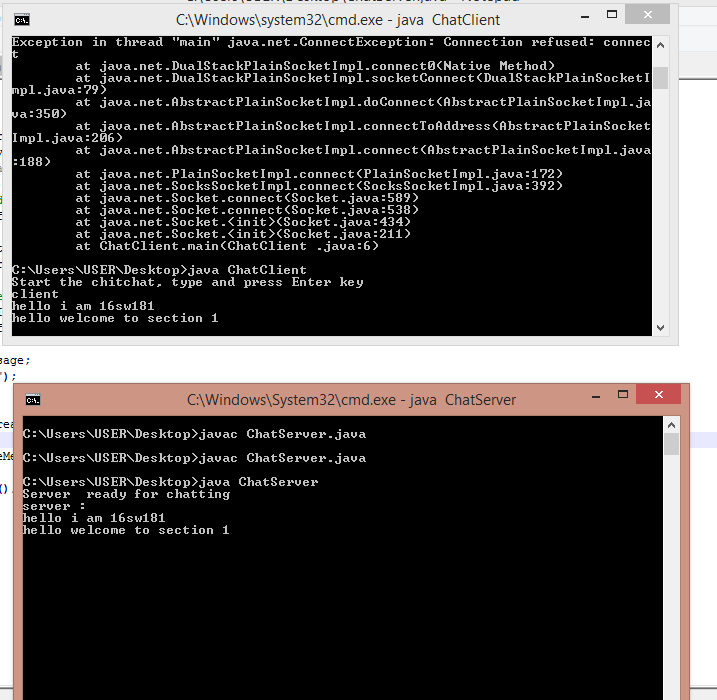 C:\Windows\system32\cmd.exe - java  ChatClient
Exception in thread "main" java.net.ConnectException: Connection refused: connec
t
at java.net.DualStackPlainSocketImpl.connect0(Native Method)
at java.net.DualStackPlainSocketImpl.socketConnect(DualStackPlainSocketI
mpl.java:79)
at java.net.AbstractPlainSocketImpl.doConnect(AbstractPlainSocketImpl.ja
va:350)
at java.net.AbstractPlainSocketImpl.connectToAddress(AbstractPlainSocket
Impl.java:206)
at java.net.AbstractPlainSocketImpl.connect(AbstractPlainSocketImpl.java
:188)
at java.net.PlainSocketImpl.connect(PlainSocketImpl.java:172)
at java.net.SocksSocketImpl.connect(SocksSocketImpl.java:392)
at java.net.Socket.connect(Socket.java:589)
at java.net.Socket.connect(Socket.java:538)
at java.net.Socket.<init>(Socket.java:434)
at java.net.Socket.<init>(Socket.java:211)
at ChatClient.main(ChatClient .java:6)
C:\Users\USER\Desktop>java ChatClient
Start the chitchat, type and press Enter key
client
hello i am 16sw181
hello welcome to section 1
sage;
");
C:\Windows\System32\cmd.exe - java  ChatServer
C:\Users\USER\Desktop>javac ChatServer.java
C:\Users\USER\Desktop>javac ChatServer.java
C:\Users\USER\Desktop>java ChatServer
Server  ready for chatting
server :
hello i am 16sw181
hello welcome to section 1